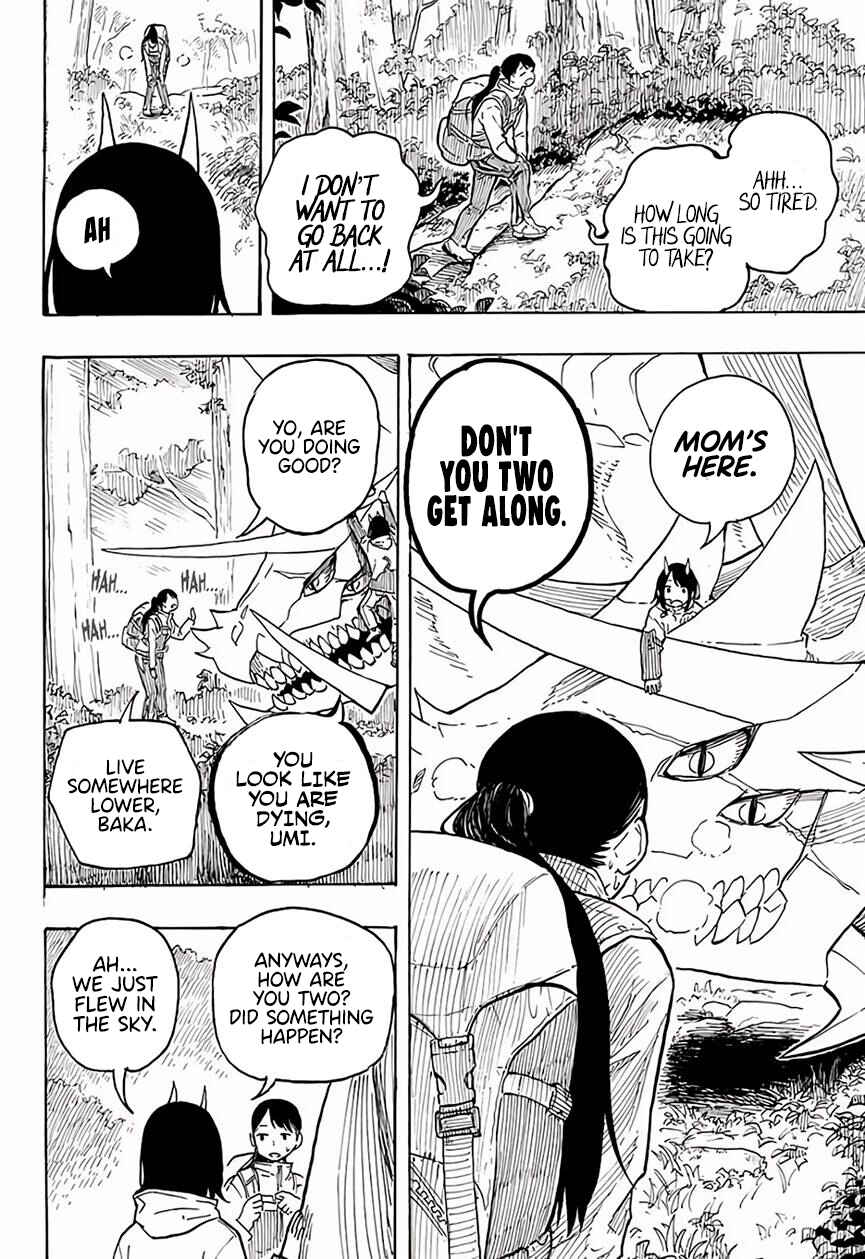 AHH...
SO TIRED.
HOW LONG
IS THIS GOING
TO TAKE?
I DON'T
WANT TO
GO BACK
AT ALL...!
AH
MOM'S
HERE.
DON'T
YOU TWO
GET ALONG.
YO, ARE
YOU DOING
GOOD?
HAH...
HAH...
HAH...
YOU
LOOK LIKE
YOU ARE
DYING,
UMI.
LIVE
SOMEWHERE
LOWER,
BAKA.
ANYWAYS,
HOW ARE
YOU TWO?
DID SOMETHING
HAPPEN?
AH...
WE JUST
FLEW IN
THE SKY.